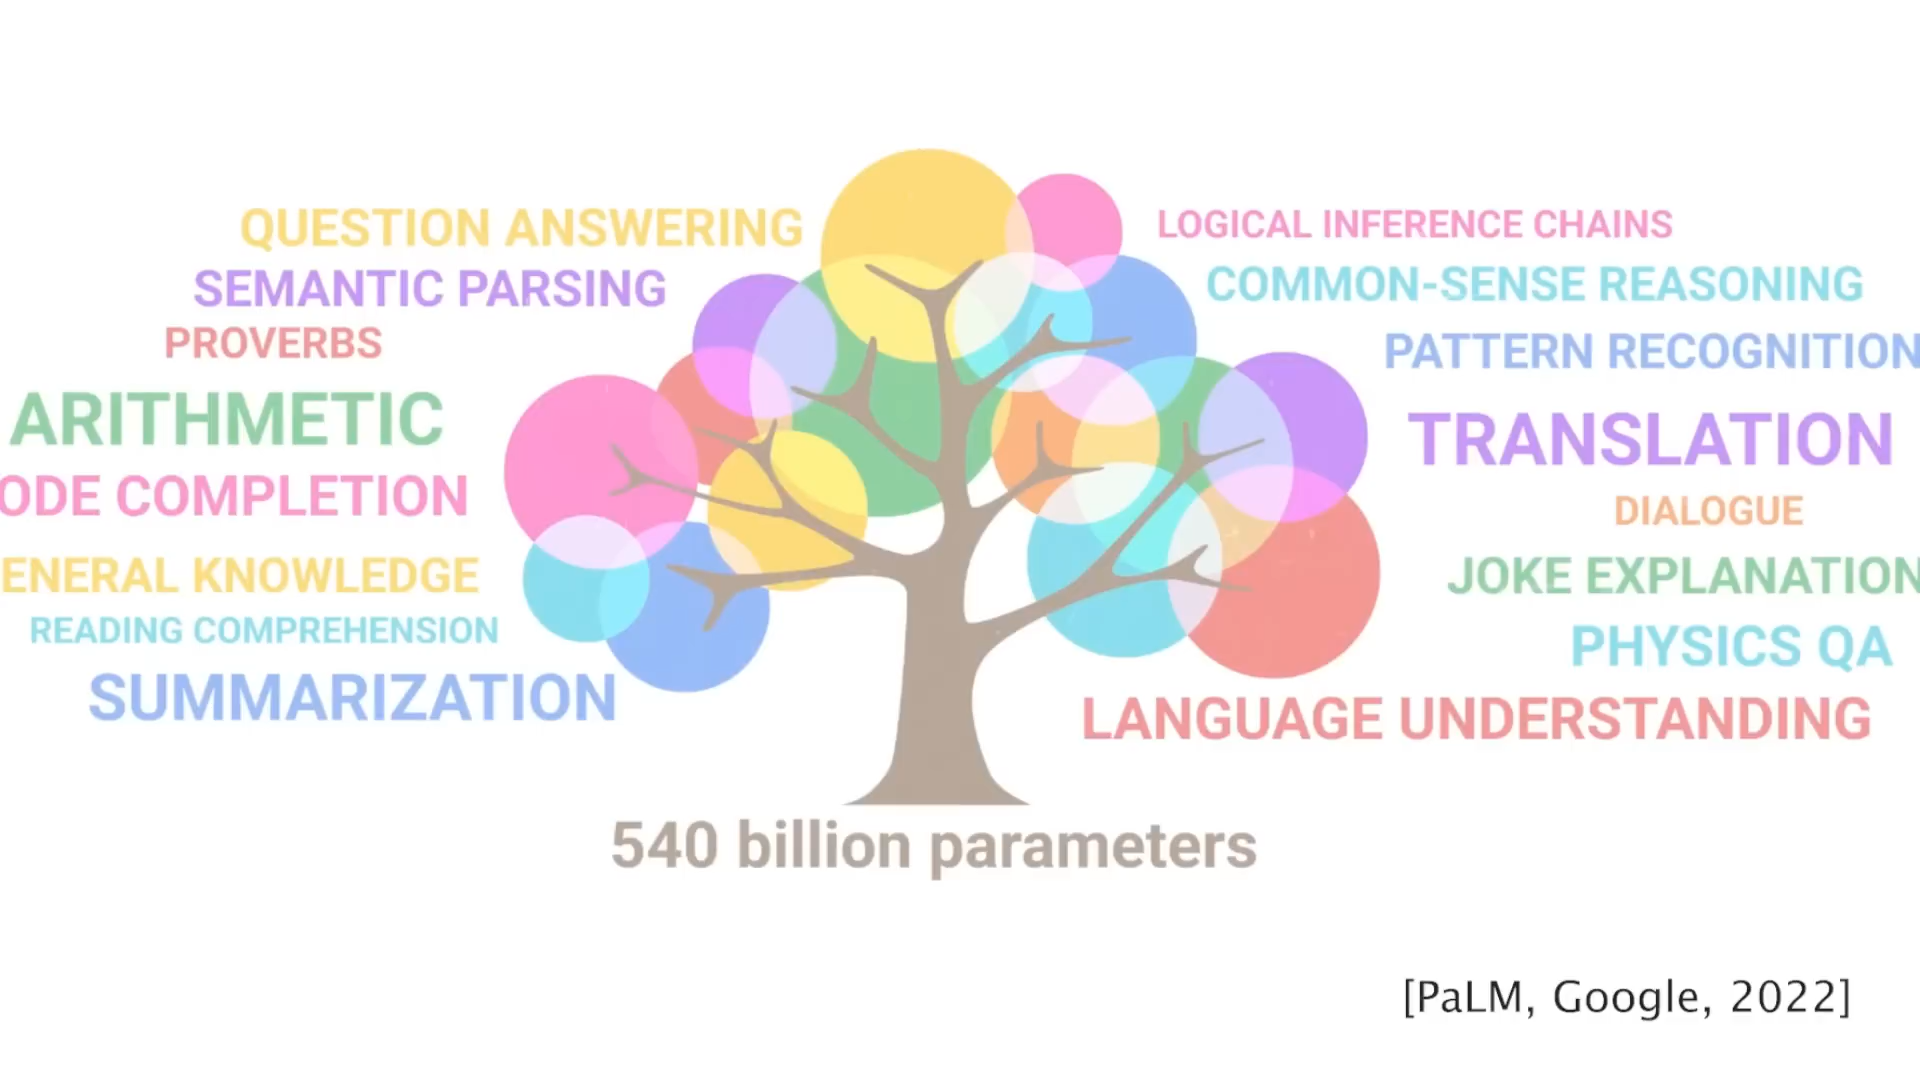 QUESTION ANSWERING
SEMANTIC PARSING
PROVERBS
ARITHMETIC
ODE COMPLETION
ENERAL KNOWLEDGE
READING COMPREHENSION
SUMMARIZATION
LOGICAL INFERENCE CHAINS
COMMON-SENSE REASONING
PATTERN RECOGNITION
TRANSLATION
DIALOGUE
JOKE EXPLANATION
PHYSICS QA
LANGUAGE UNDERSTANDING
540 billion parameters
[PaLM, Google, 2022]